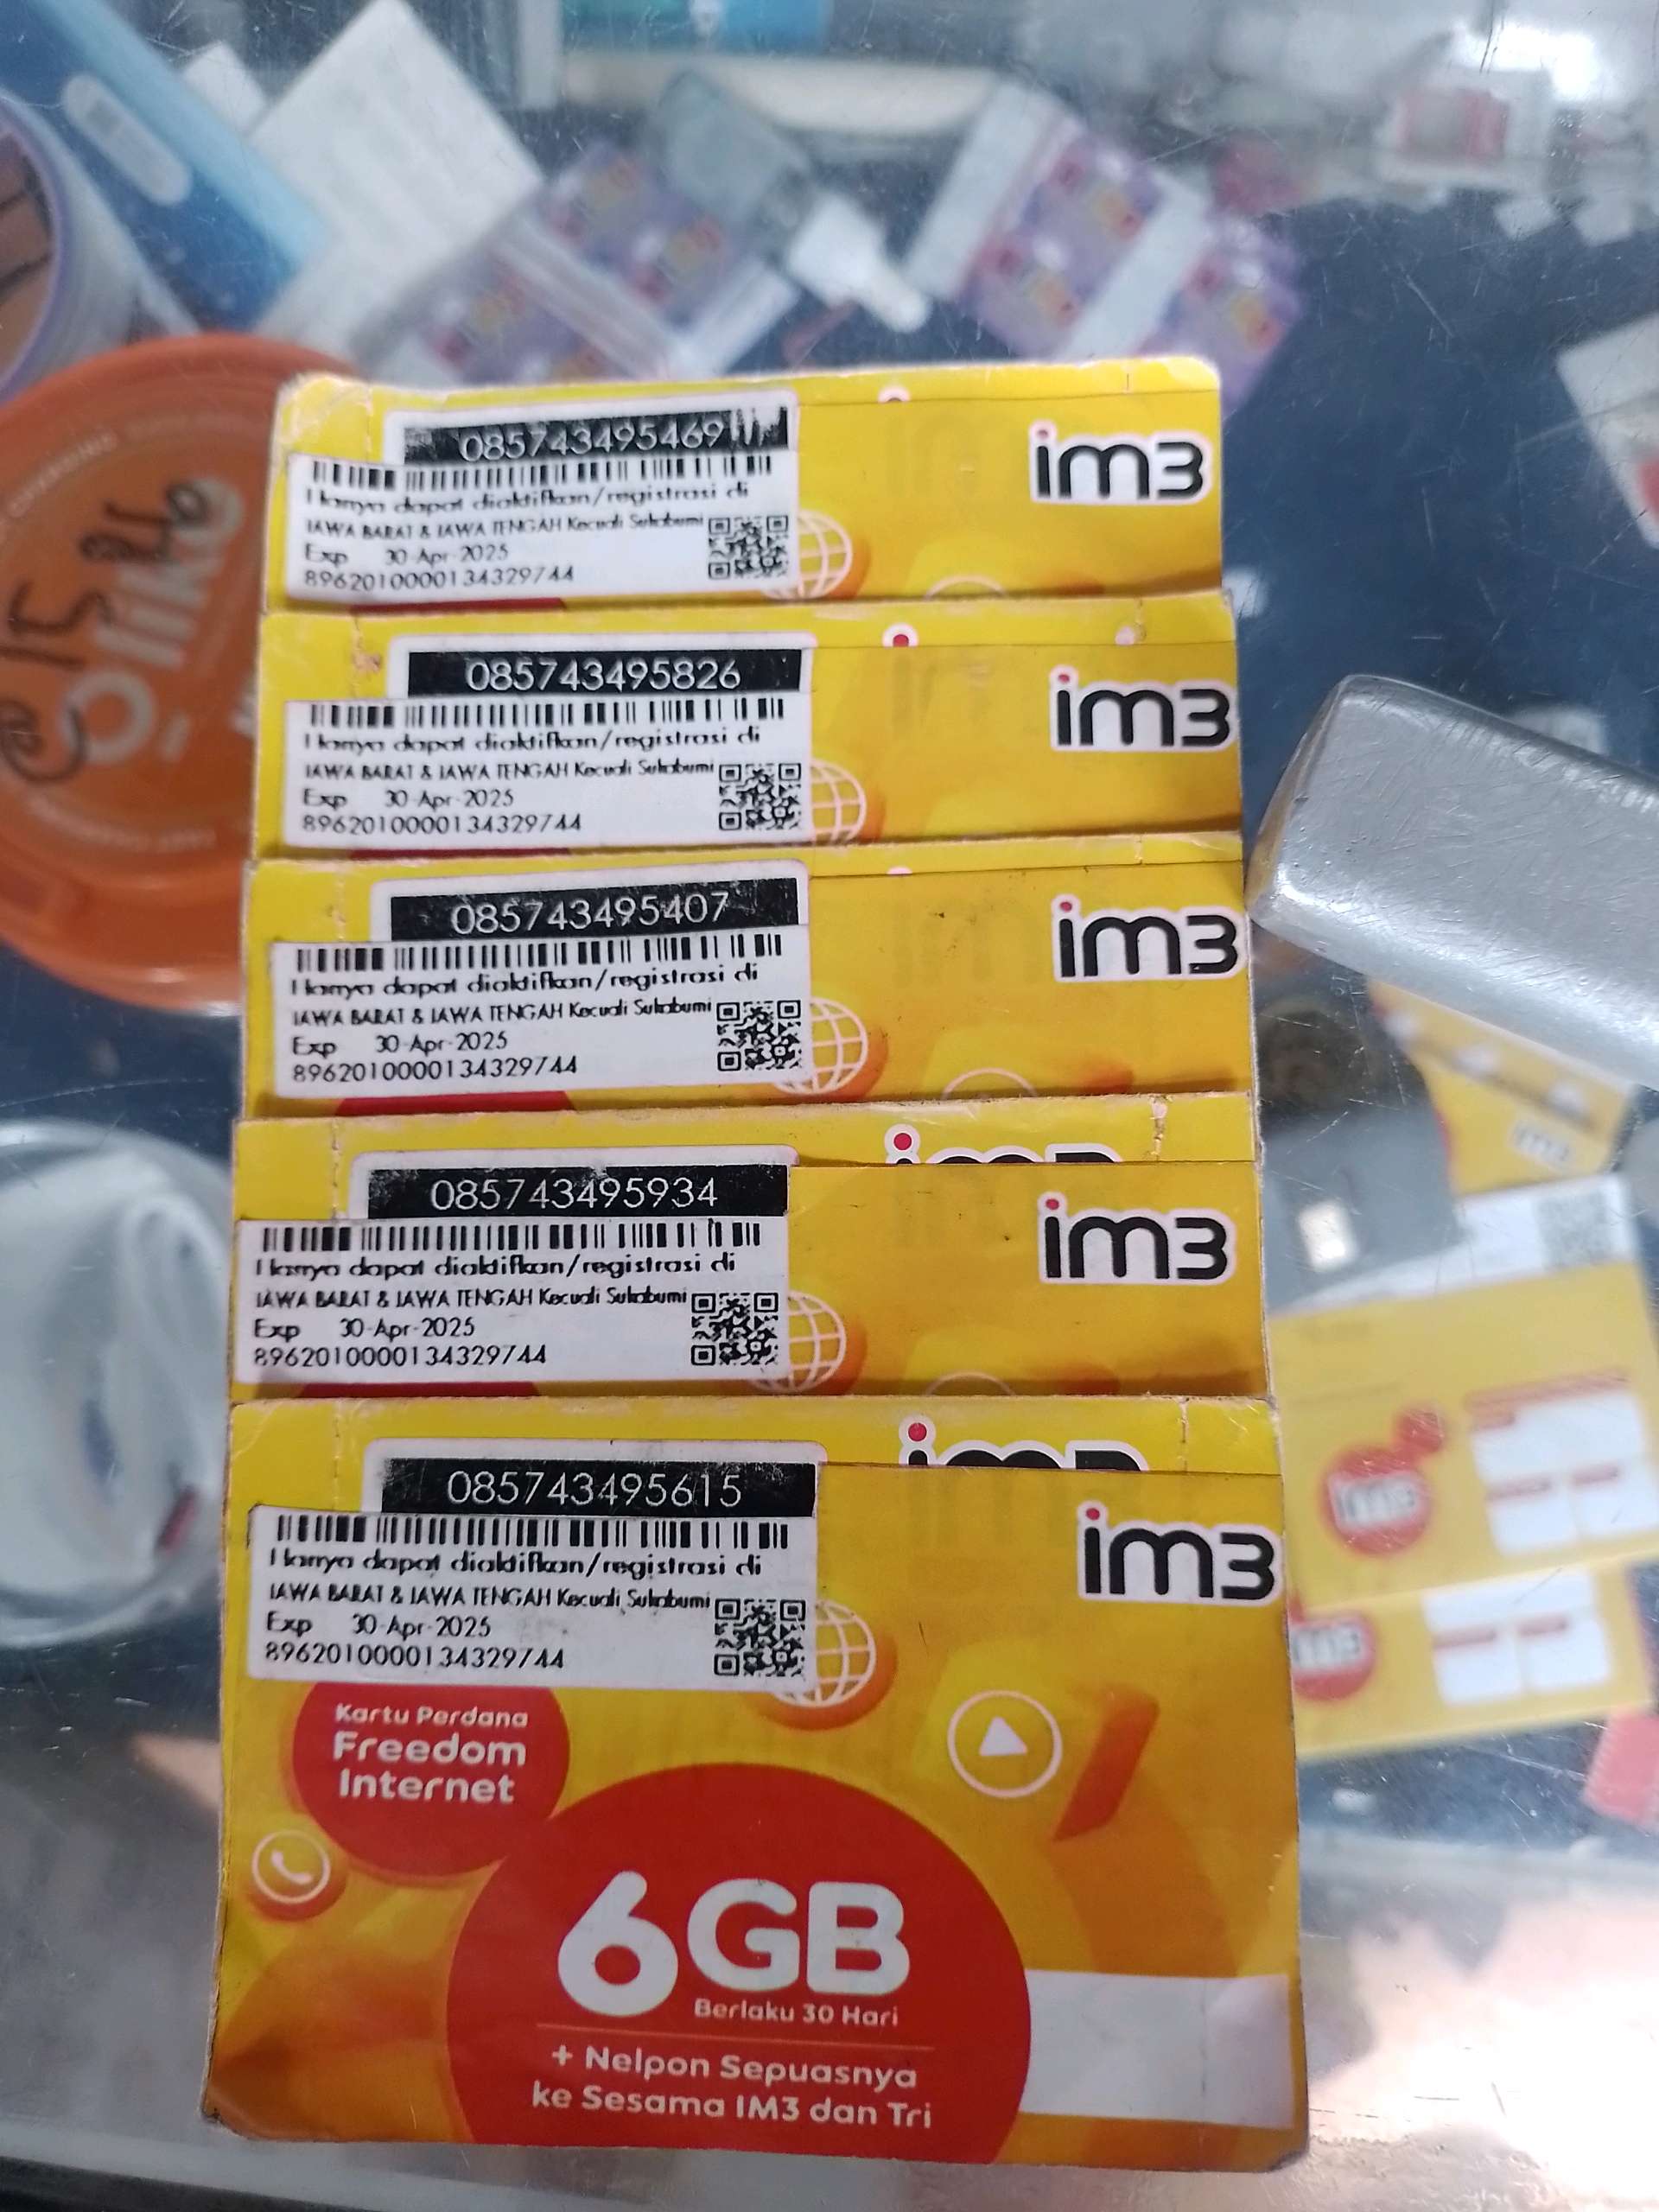 085743495469
im3
Hanya dapat diaktifkan/registrasi di
JAWA BARAT & JAWA TENGAH Kecuali Sukabumi
Exp 30-Apr-2025
8962010000134329744
085743495826
im3
Hanya dapat diaktifkan/registrasi di
JAWA BARAT & JAWA TENGAH Kecuali Sukabumi
Exp 30-Apr-2025
8962010000134329744
085743495407
im3
Hanya dapat diaktifkan/registrasi di
JAWA BARAT & JAWA TENGAH Kecuali Sukabumi
Exp 30-Apr-2025
8962010000134329744
085743495934
im3
Hanya dapat diaktifkan/registrasi di
JAWA BARAT & JAWA TENGAH Kecuali Sukabumi
Exp 30-Apr-2025
8962010000134329744
085743495615
im3
Hanya dapat diaktifkan/registrasi di
JAWA BARAT & JAWA TENGAH Kecuali Sukabumi
Exp 30-Apr-2025
8962010000134329744
Kartu Perdana
Freedom
Internet
6GB
Berlaku 30 Hari
+ Nelpon Sepuasnya
ke Sesama IM3 dan Tri
olike
im3
im3
im3